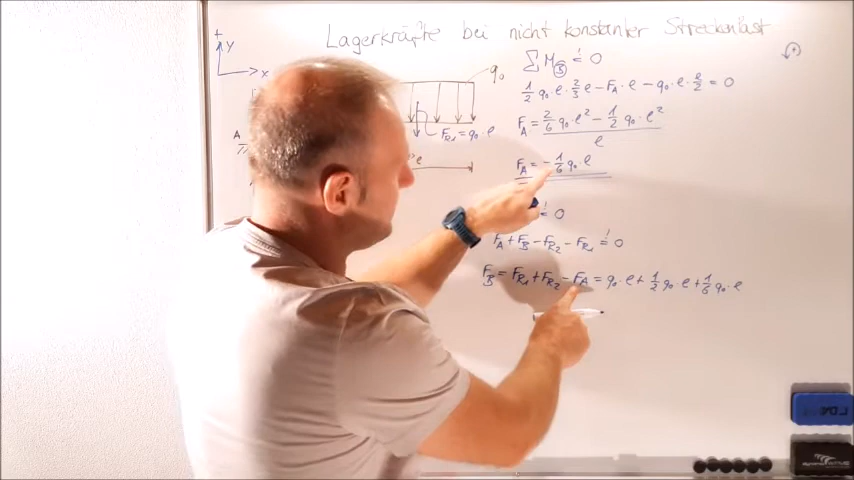 Lagerkräfte bei nicht konstanter Streckenlast
+
y
x
q₀
A
F_R1 = q₀·e
e
∑ M_B ≟ 0
½ q₀·e · ⅔ e − F_A·e − q₀·e · e/2 = 0
F_A = (2/6 q₀·e² − ½ q₀·e²) / e
F_A = − 1/6 q₀·e
= 0
F_A + F_B − F_R2 − F_R1 = 0
F_B = F_R1 + F_R2 − F_A = q₀·e + ½ q₀·e + 1/6 q₀·e